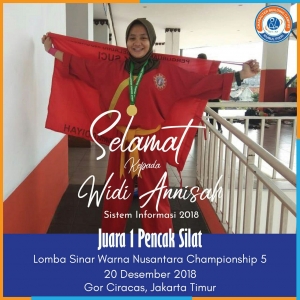 Selamat
Kepada
Widi Annisah
Sistem Informasi 2018
Juara 1 Pencak Silat
Lomba Sinar Warna Nusantara Championship 5
20 Desember 2018
Gor Ciracas, Jakarta Timur